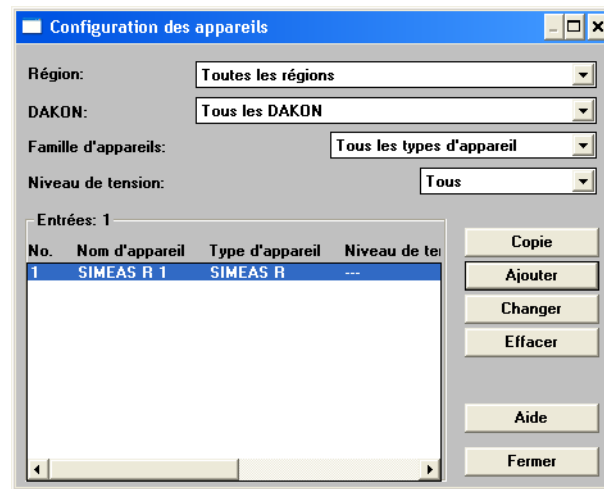 Configuration des appareils
Région: Toutes les régions
DAKON: Tous les DAKON
Famille d'appareils: Tous les types d'appareil
Niveau de tension: Tous
Entrées: 1
No. Nom d'appareil Type d'appareil Niveau de te
1 SIMEAS R 1 SIMEAS R ---
Copie
Ajouter
Changer
Effacer
Aide
Fermer